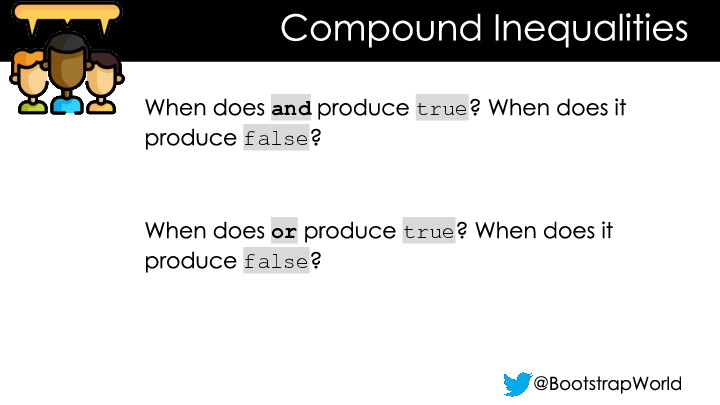 Compound Inequalities
When does and produce true? When does it
produce false?
When does or produce true? When does it
produce false?
@BootstrapWorld